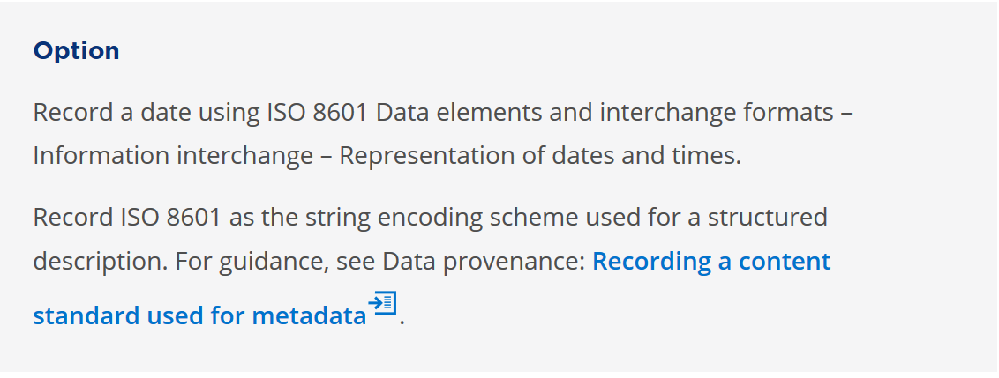 Option
Record a date using ISO 8601 Data elements and interchange formats –
Information interchange – Representation of dates and times.
Record ISO 8601 as the string encoding scheme used for a structured
description. For guidance, see Data provenance: Recording a content
standard used for metadata.